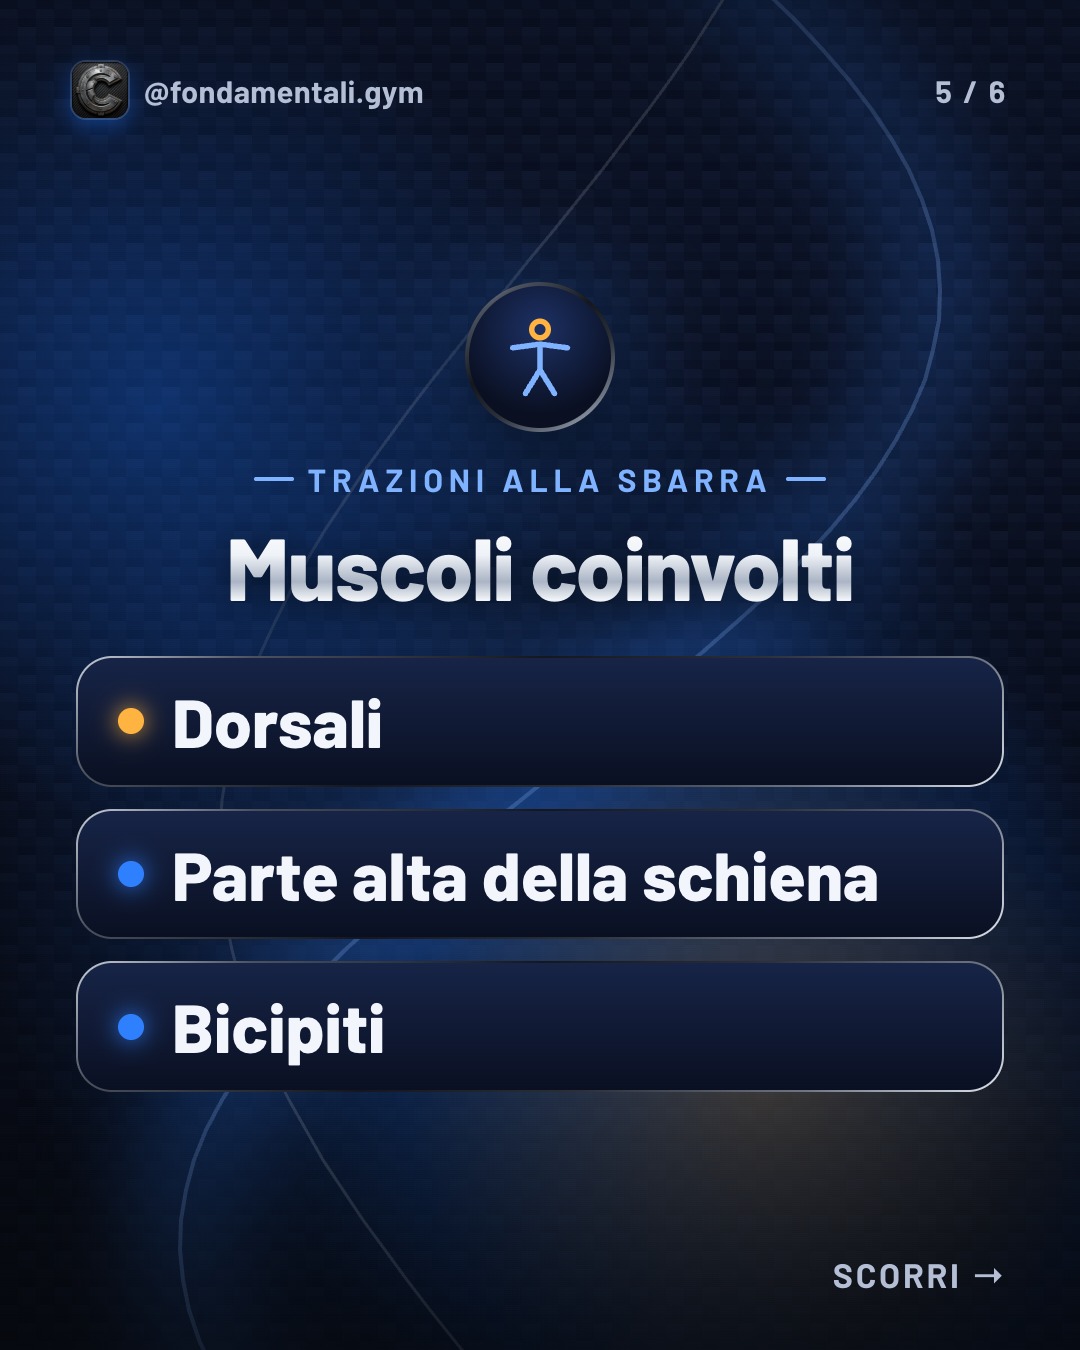 @fondamentali.gym
5 / 6
TRAZIONI ALLA SBARRA
Muscoli coinvolti
Dorsali
Parte alta della schiena
Bicipiti
SCORRI →